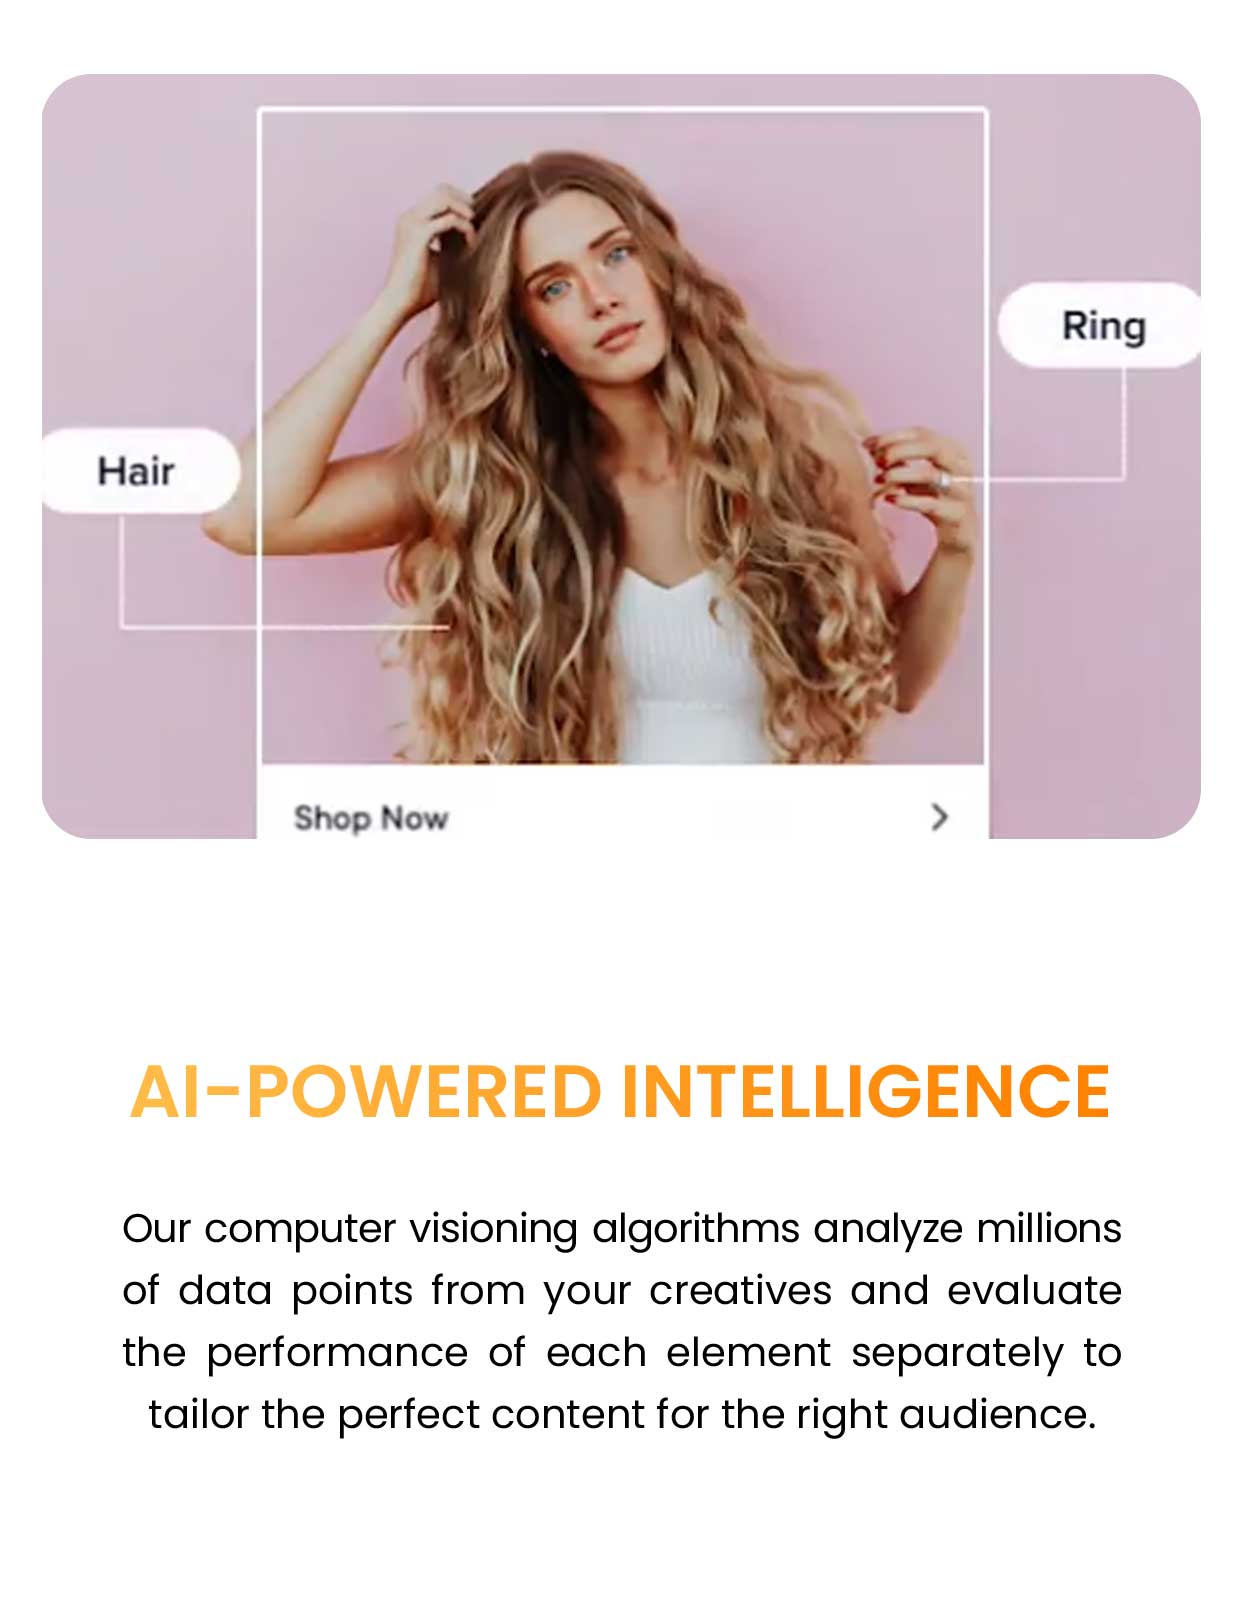 Ring
Hair
Shop Now
AI-POWERED INTELLIGENCE
Our computer visioning algorithms analyze millions
of data points from your creatives and evaluate
the performance of each element separately to
tailor the perfect content for the right audience.